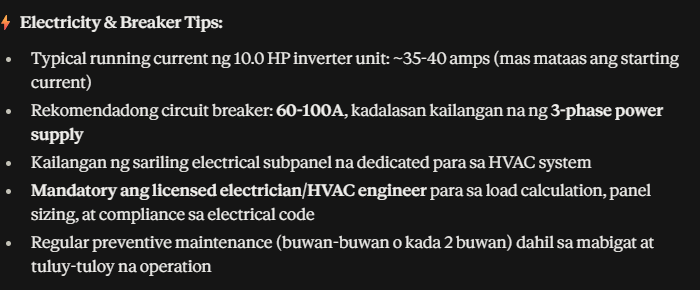 ⚡ Electricity & Breaker Tips:
• Typical running current ng 10.0 HP inverter unit: ~35-40 amps (mas mataas ang starting
current)
• Rekomendadong circuit breaker: 60-100A, kadalasan kailangan na ng 3-phase power
supply
• Kailangan ng sariling electrical subpanel na dedicated para sa HVAC system
• Mandatory ang licensed electrician/HVAC engineer para sa load calculation, panel
sizing, at compliance sa electrical code
• Regular preventive maintenance (buwan-buwan o kada 2 buwan) dahil sa mabigat at
tuluy-tuloy na operation